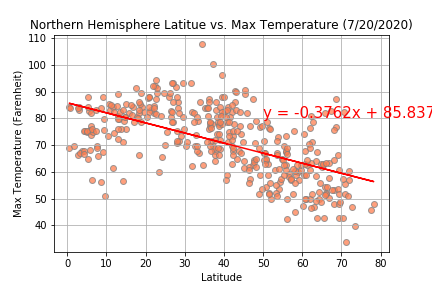 Northern Hemisphere Latitue vs. Max Temperature (7/20/2020)
Max Temperature (Farenheit)
110
100
90
80
70
60
50
40
y = -0.3762x + 85.837
0 10 20 30 40 50 60 70 80
Latitude